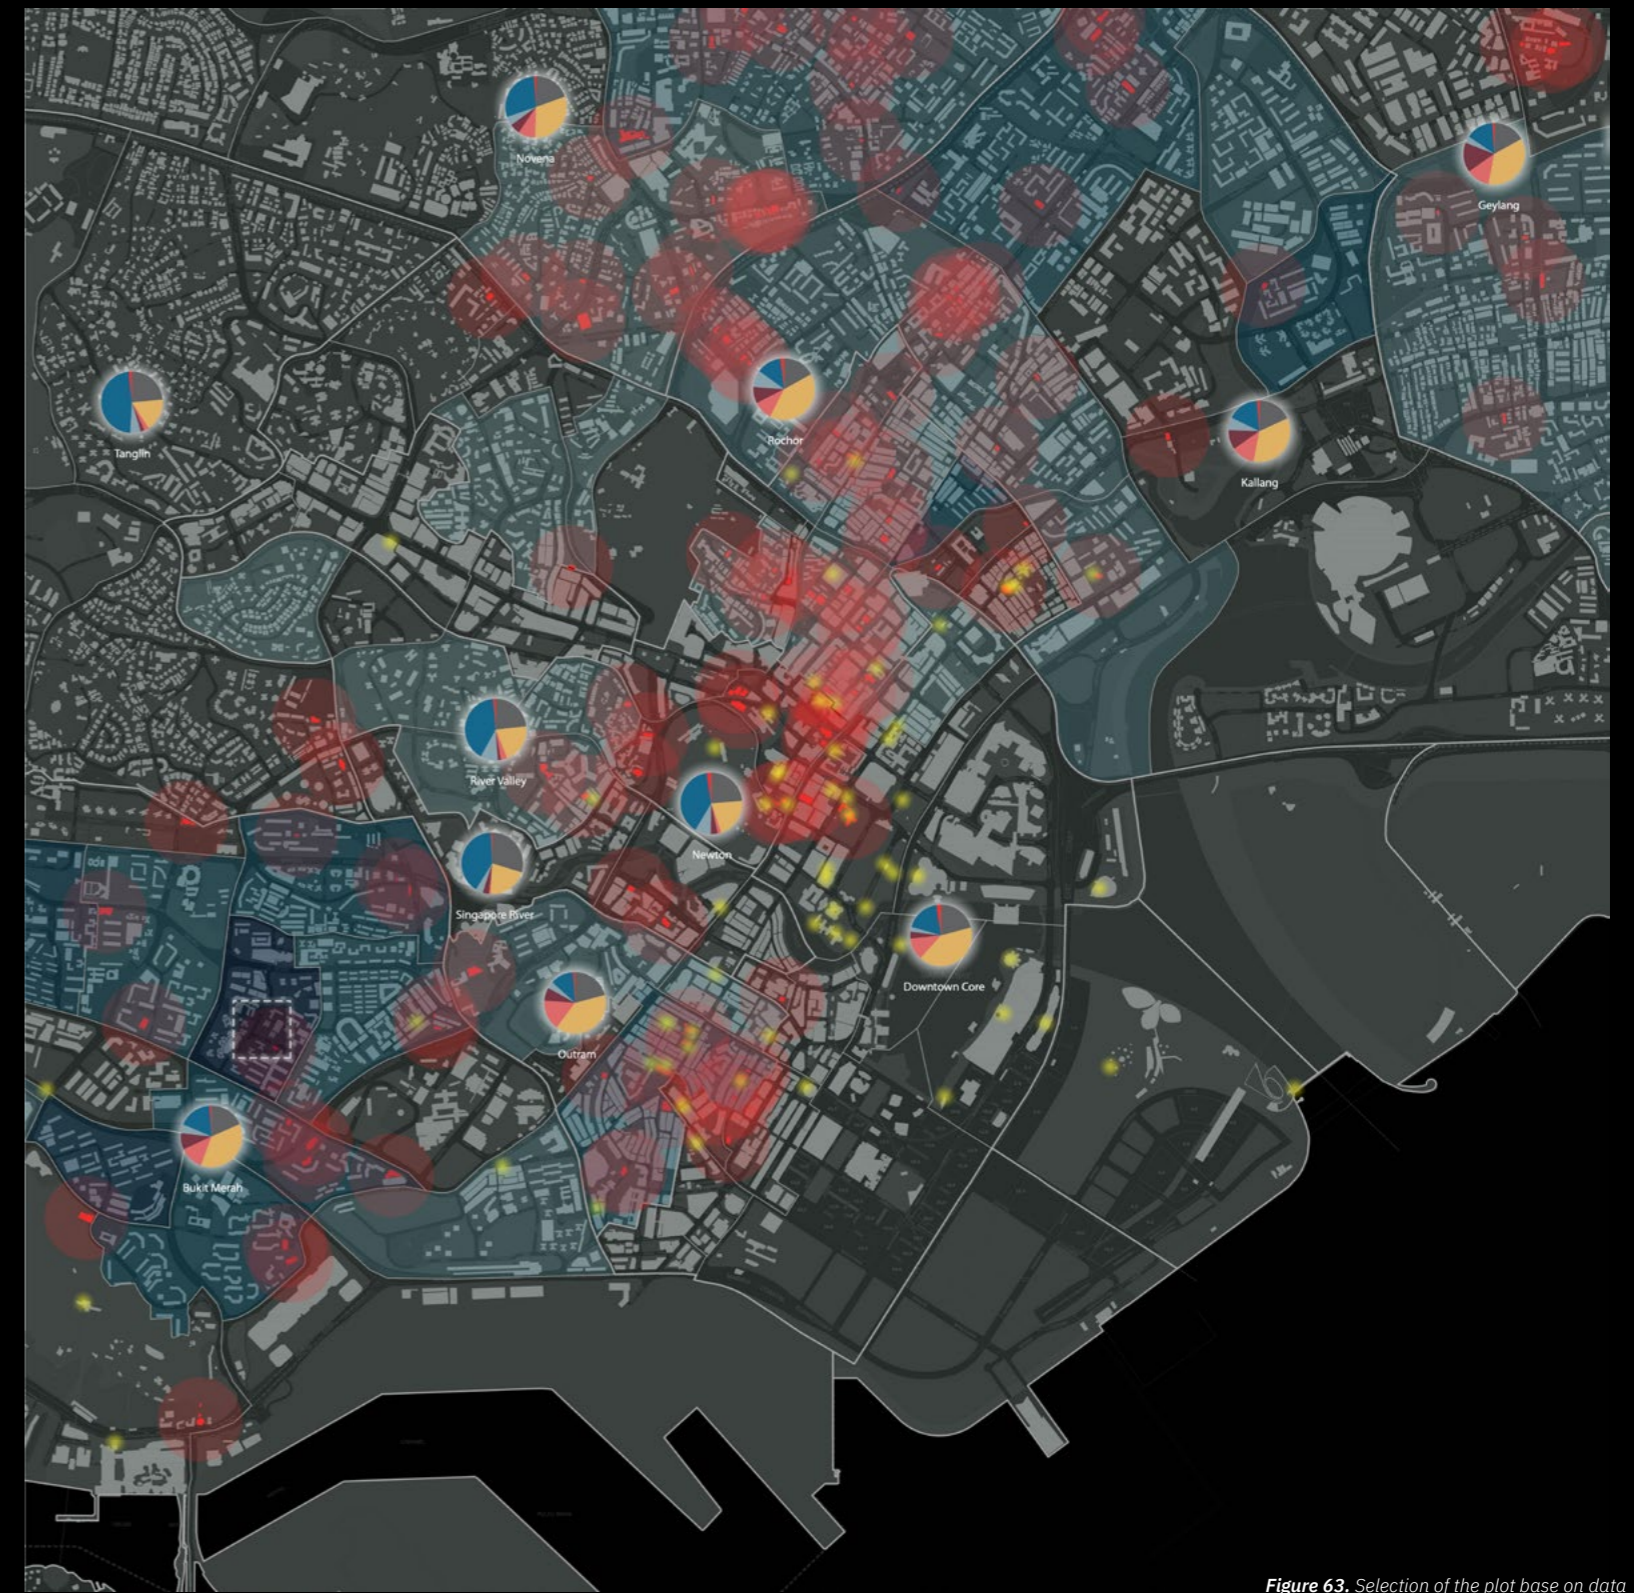 Novena
Geylang
Tanglin
Rochor
Kallang
River Valley
Newton
Singapore River
Downtown Core
Outram
Bukit Merah
Figure 63. Selection of the plot base on data